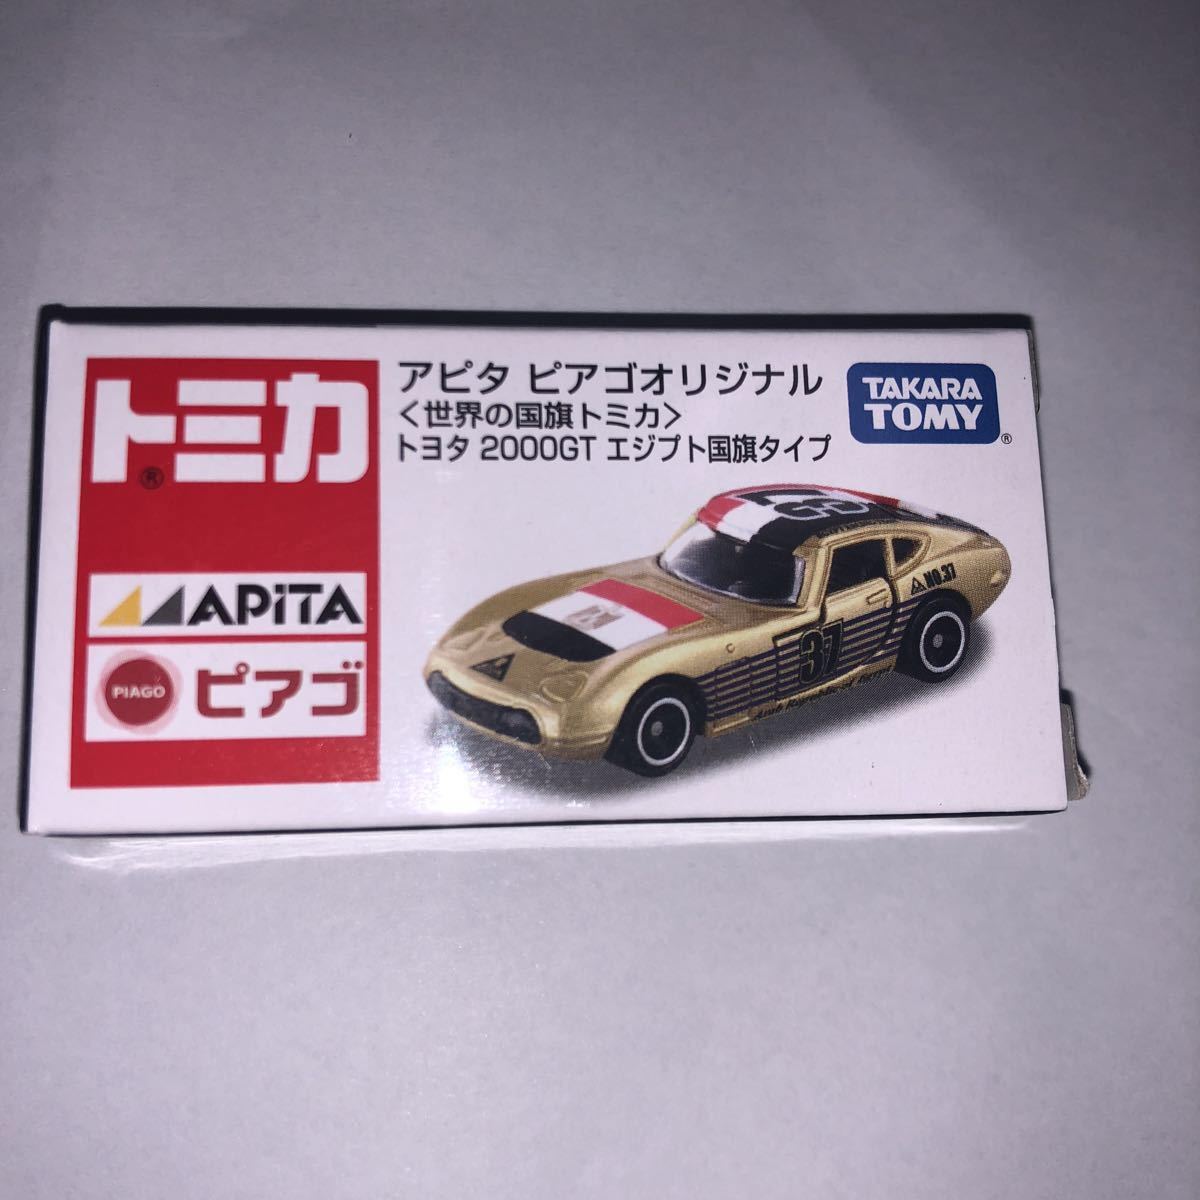 トミカ
®
APiTA
PIAGO ピアゴ
アピタ ピアゴオリジナル
<世界の国旗トミカ>
トヨタ 2000GT エジプト国旗タイプ
TAKARA
TOMY
®
37
NO.37
37